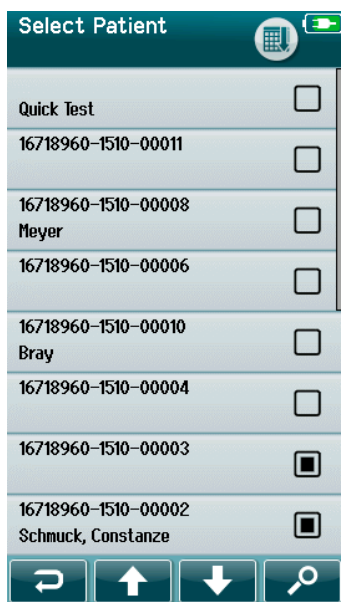 Select Patient
Quick Test
16718960-1510-00011
16718960-1510-00008
Meyer
16718960-1510-00006
16718960-1510-00010
Bray
16718960-1510-00004
16718960-1510-00003
16718960-1510-00002
Schmuck, Constanze